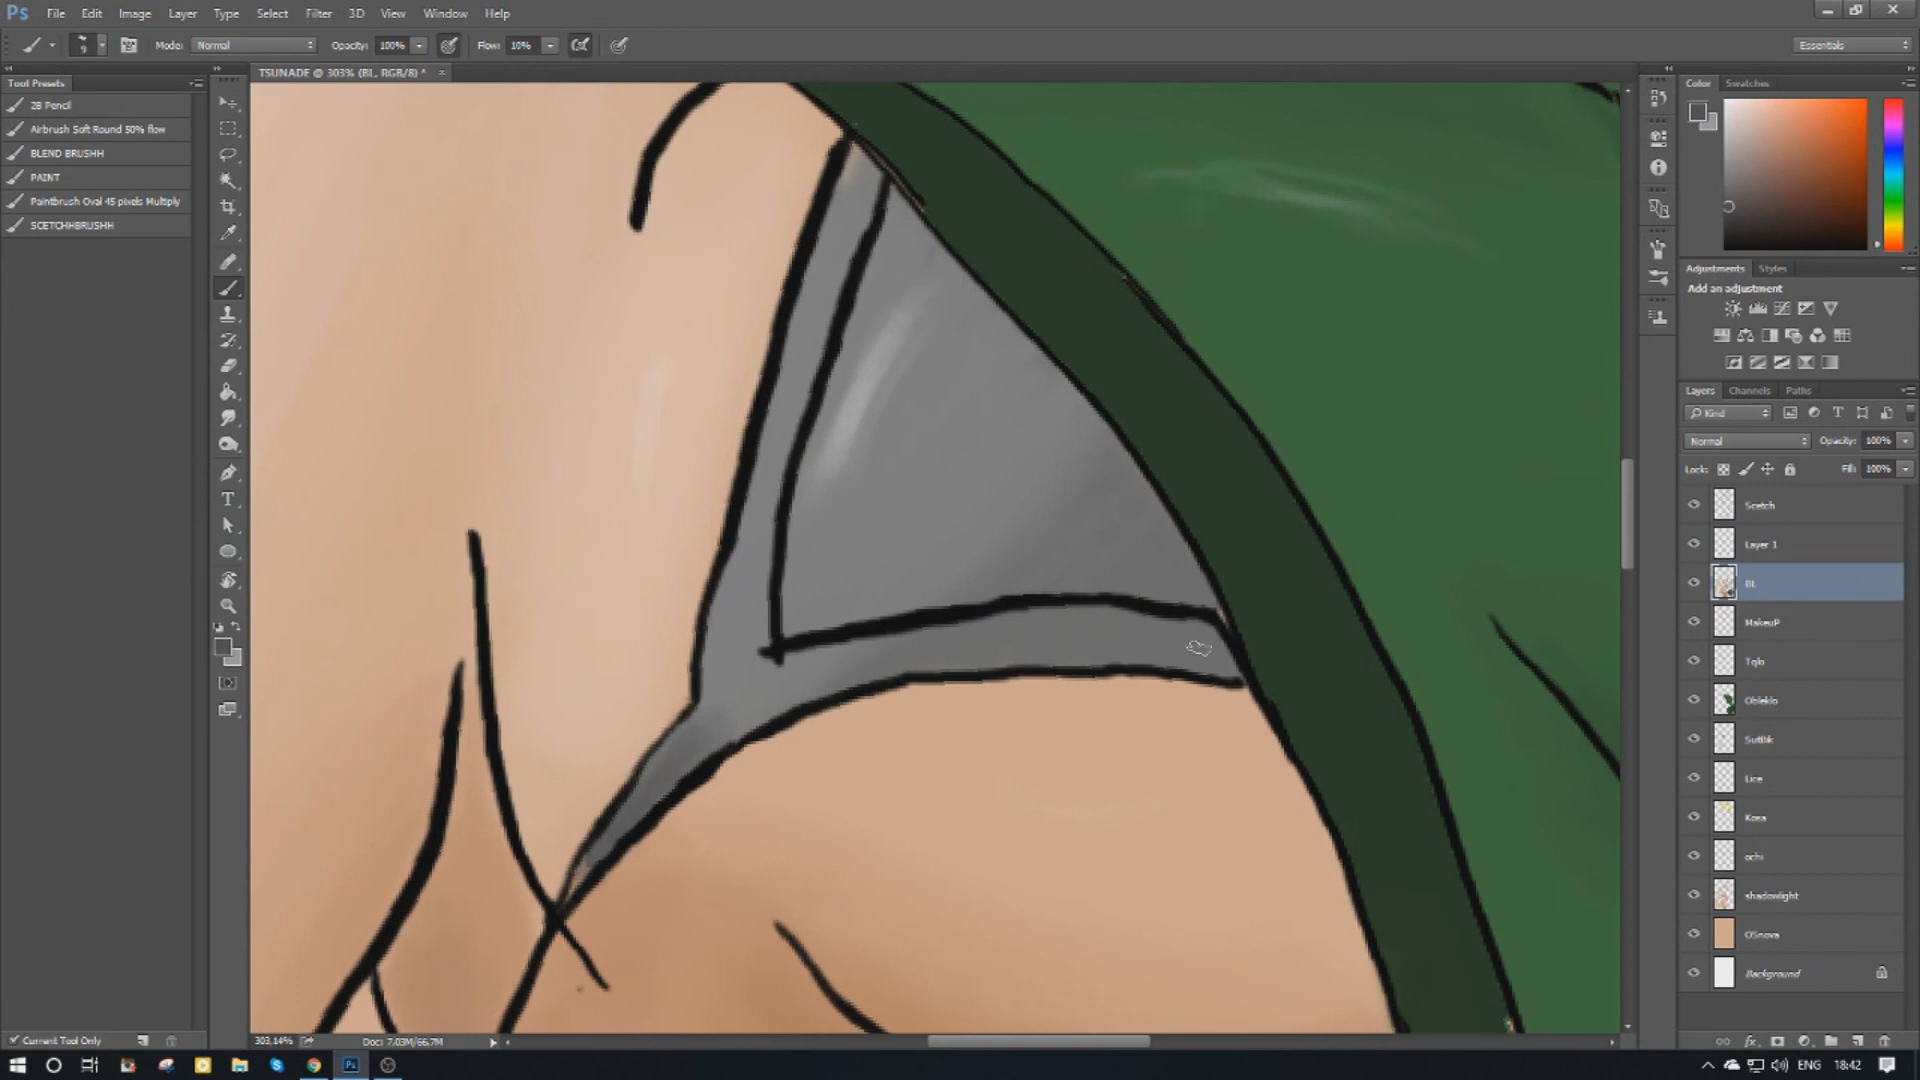 Ps File Edit Image Layer Type Select Filter 3D View Window Help
Mode: Normal Opacity: 100% Flow: 10% Essentials
Tool Presets
TSUNADE @ 303% (BL, RGB/8) *
Color Swatches
2B Pencil
Airbrush Soft Round 50% flow
BLEND BRUSHH
PAINT
Paintbrush Oval 45 pixels Multiply
SCETCHHBRUSHH
Adjustments Styles
Add an adjustment
Layers Channels Paths
Kind
Normal Opacity: 100%
Lock: Fill: 100%
Scetch
Layer 1
BL
MakeuP
Tqlo
Obleklo
Sutlik
Lice
Kosa
ochi
shadowlight
OSnova
Background
Current Tool Only
303,14% Doc: 7,03M/66,7M
ENG 18:42